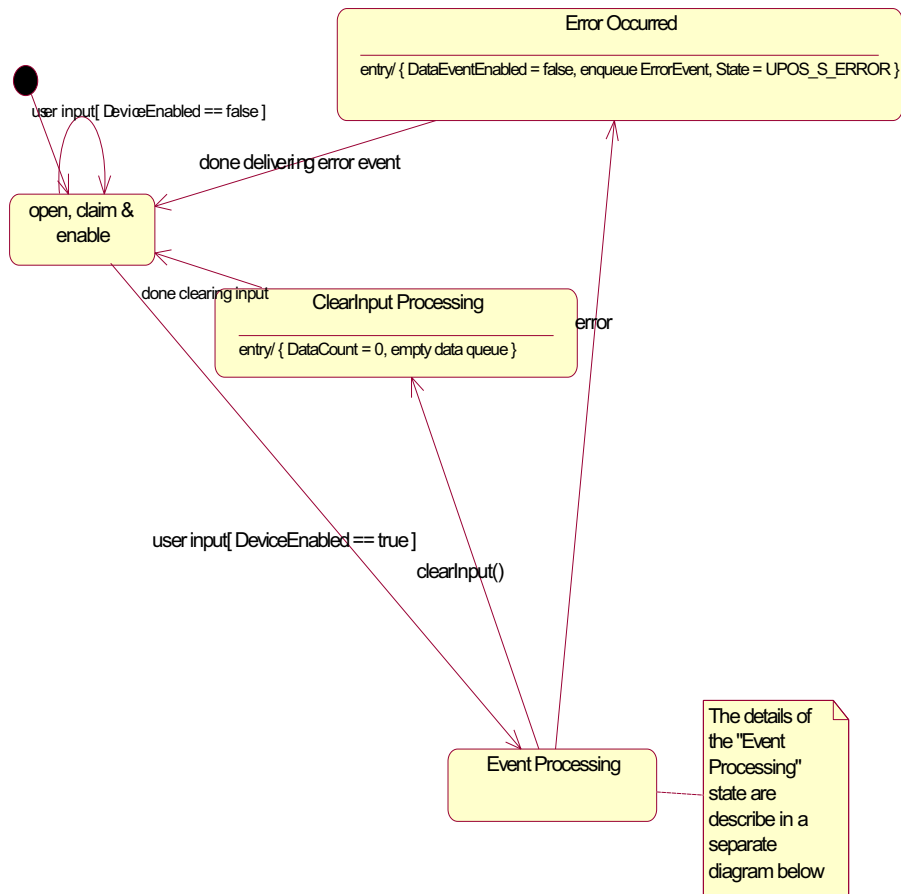 Error Occurred
entry/ { DataEventEnabled = false, enqueue ErrorEvent, State = UPOS_S_ERROR }
user input[ DeviceEnabled == false ]
done delivering error event
open, claim &
enable
done clearing input
ClearInput Processing
entry/ { DataCount = 0, empty data queue }
error
user input[ DeviceEnabled == true ]
clearInput()
Event Processing
The details of
the "Event
Processing"
state are
describe in a
separate
diagram below